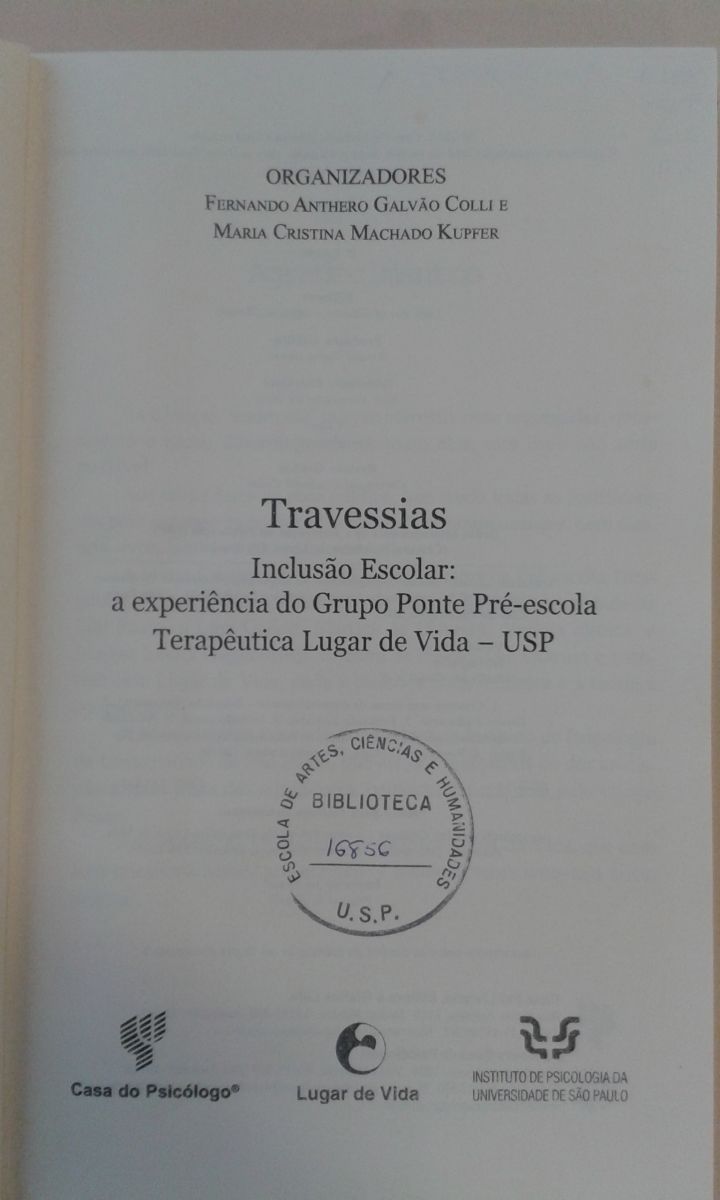 ORGANIZADORES
FERNANDO ANTHERO GALVÃO COLLI E
MARIA CRISTINA MACHADO KUPFER
Travessias
Inclusão Escolar:
a experiência do Grupo Ponte Pré-escola
Terapêutica Lugar de Vida – USP
ESCOLA DE ARTES, CIÊNCIAS E HUMANIDADES
BIBLIOTECA
16856
U.S.P.
Casa do Psicólogo®
Lugar de Vida
INSTITUTO DE PSICOLOGIA DA
UNIVERSIDADE DE SÃO PAULO